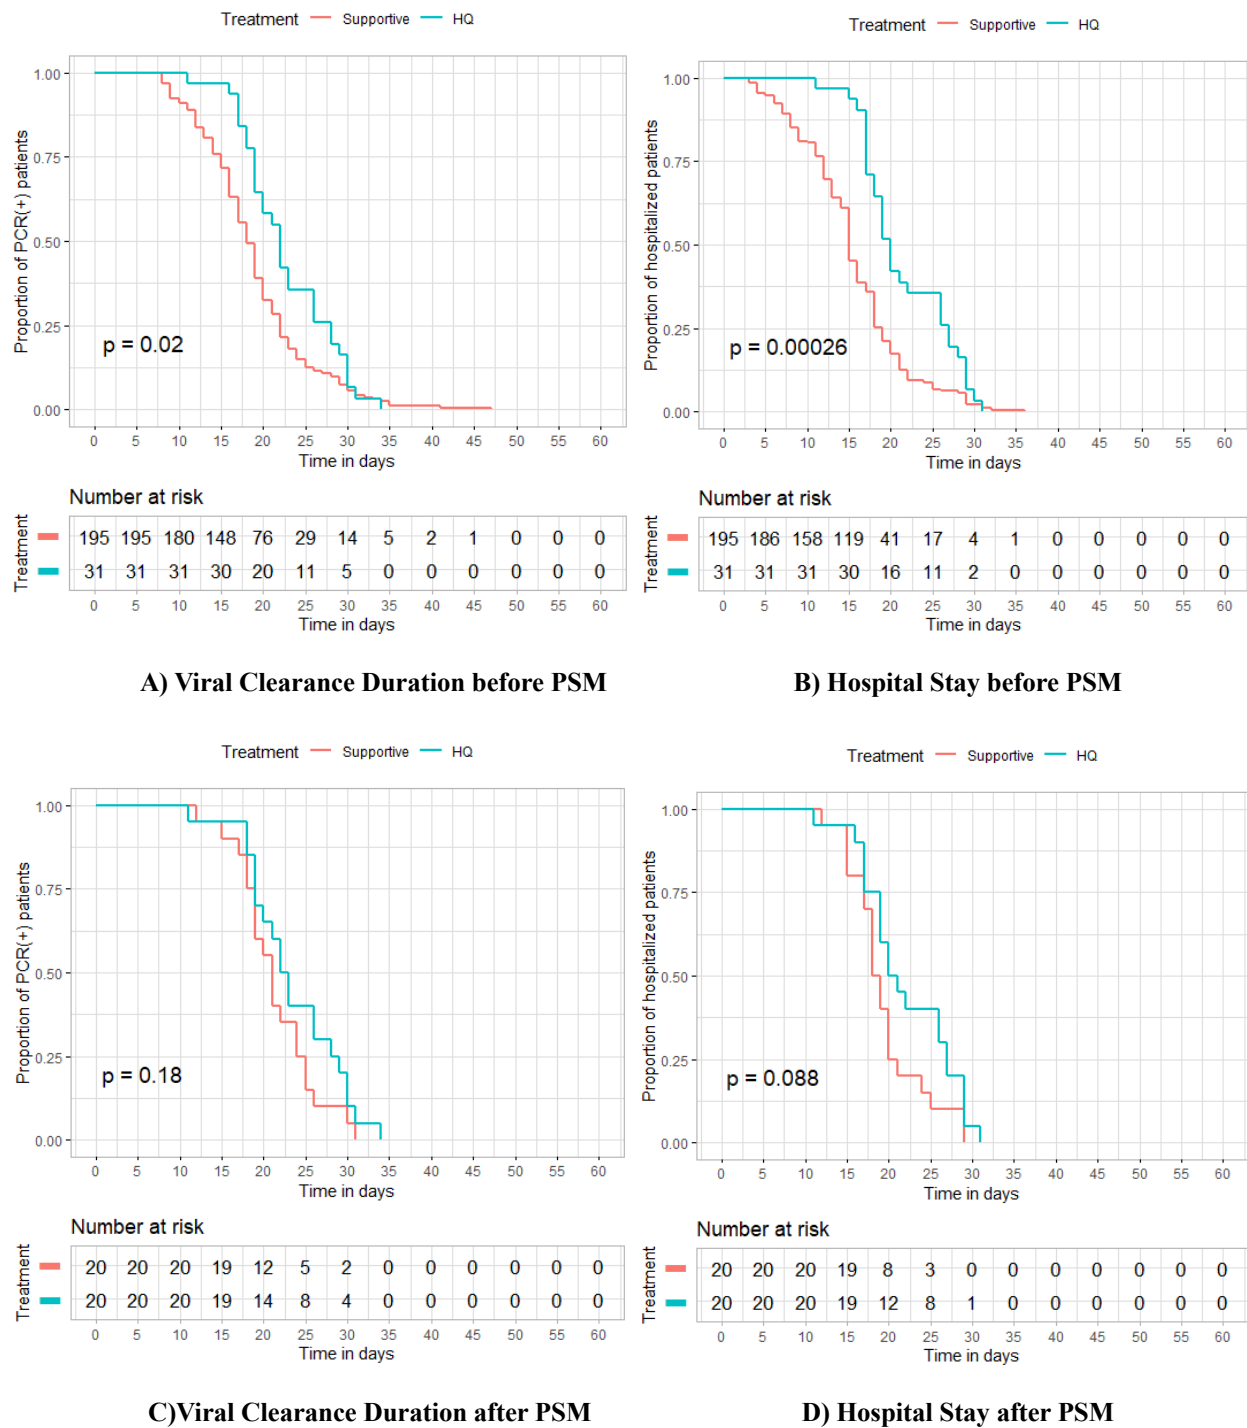 Treatment Supportive HQ
Proportion of PCR(+) patients
1.00
0.75
0.50
0.25
0.00
p = 0.02
0 5 10 15 20 25 30 35 40 45 50 55 60
Time in days
Number at risk
Treatment
195 195 180 148 76 29 14 5 2 1 0 0 0
31 31 31 30 20 11 5 0 0 0 0 0 0
0 5 10 15 20 25 30 35 40 45 50 55 60
Time in days
A) Viral Clearance Duration before PSM
Treatment Supportive HQ
Proportion of hospitalized patients
1.00
0.75
0.50
0.25
0.00
p = 0.00026
0 5 10 15 20 25 30 35 40 45 50 55 60
Time in days
Number at risk
Treatment
195 186 158 119 41 17 4 1 0 0 0 0 0
31 31 31 30 16 11 2 0 0 0 0 0 0
0 5 10 15 20 25 30 35 40 45 50 55 60
Time in days
B) Hospital Stay before PSM
Treatment Supportive HQ
Proportion of PCR(+) patients
1.00
0.75
0.50
0.25
0.00
p = 0.18
0 5 10 15 20 25 30 35 40 45 50 55 60
Time in days
Number at risk
Treatment
20 20 20 19 12 5 2 0 0 0 0 0 0
20 20 20 19 14 8 4 0 0 0 0 0 0
0 5 10 15 20 25 30 35 40 45 50 55 60
Time in days
C)Viral Clearance Duration after PSM
Treatment Supportive HQ
Proportion of hospitalized patients
1.00
0.75
0.50
0.25
0.00
p = 0.088
0 5 10 15 20 25 30 35 40 45 50 55 60
Time in days
Number at risk
Treatment
20 20 20 19 8 3 0 0 0 0 0 0 0
20 20 20 19 12 8 1 0 0 0 0 0 0
0 5 10 15 20 25 30 35 40 45 50 55 60
Time in days
D) Hospital Stay after PSM